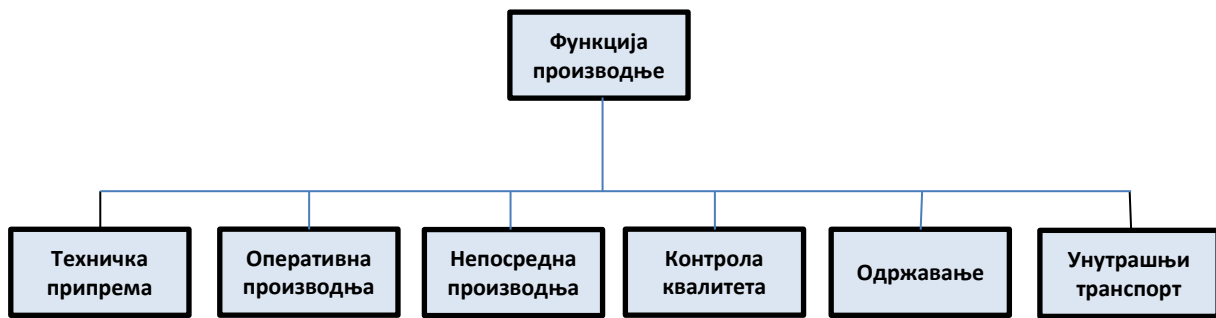 Функција
производње
Техничка
припрема
Оперативна
производња
Непосредна
производња
Контрола
квалитета
Одржавање
Унутрашњи
транспорт